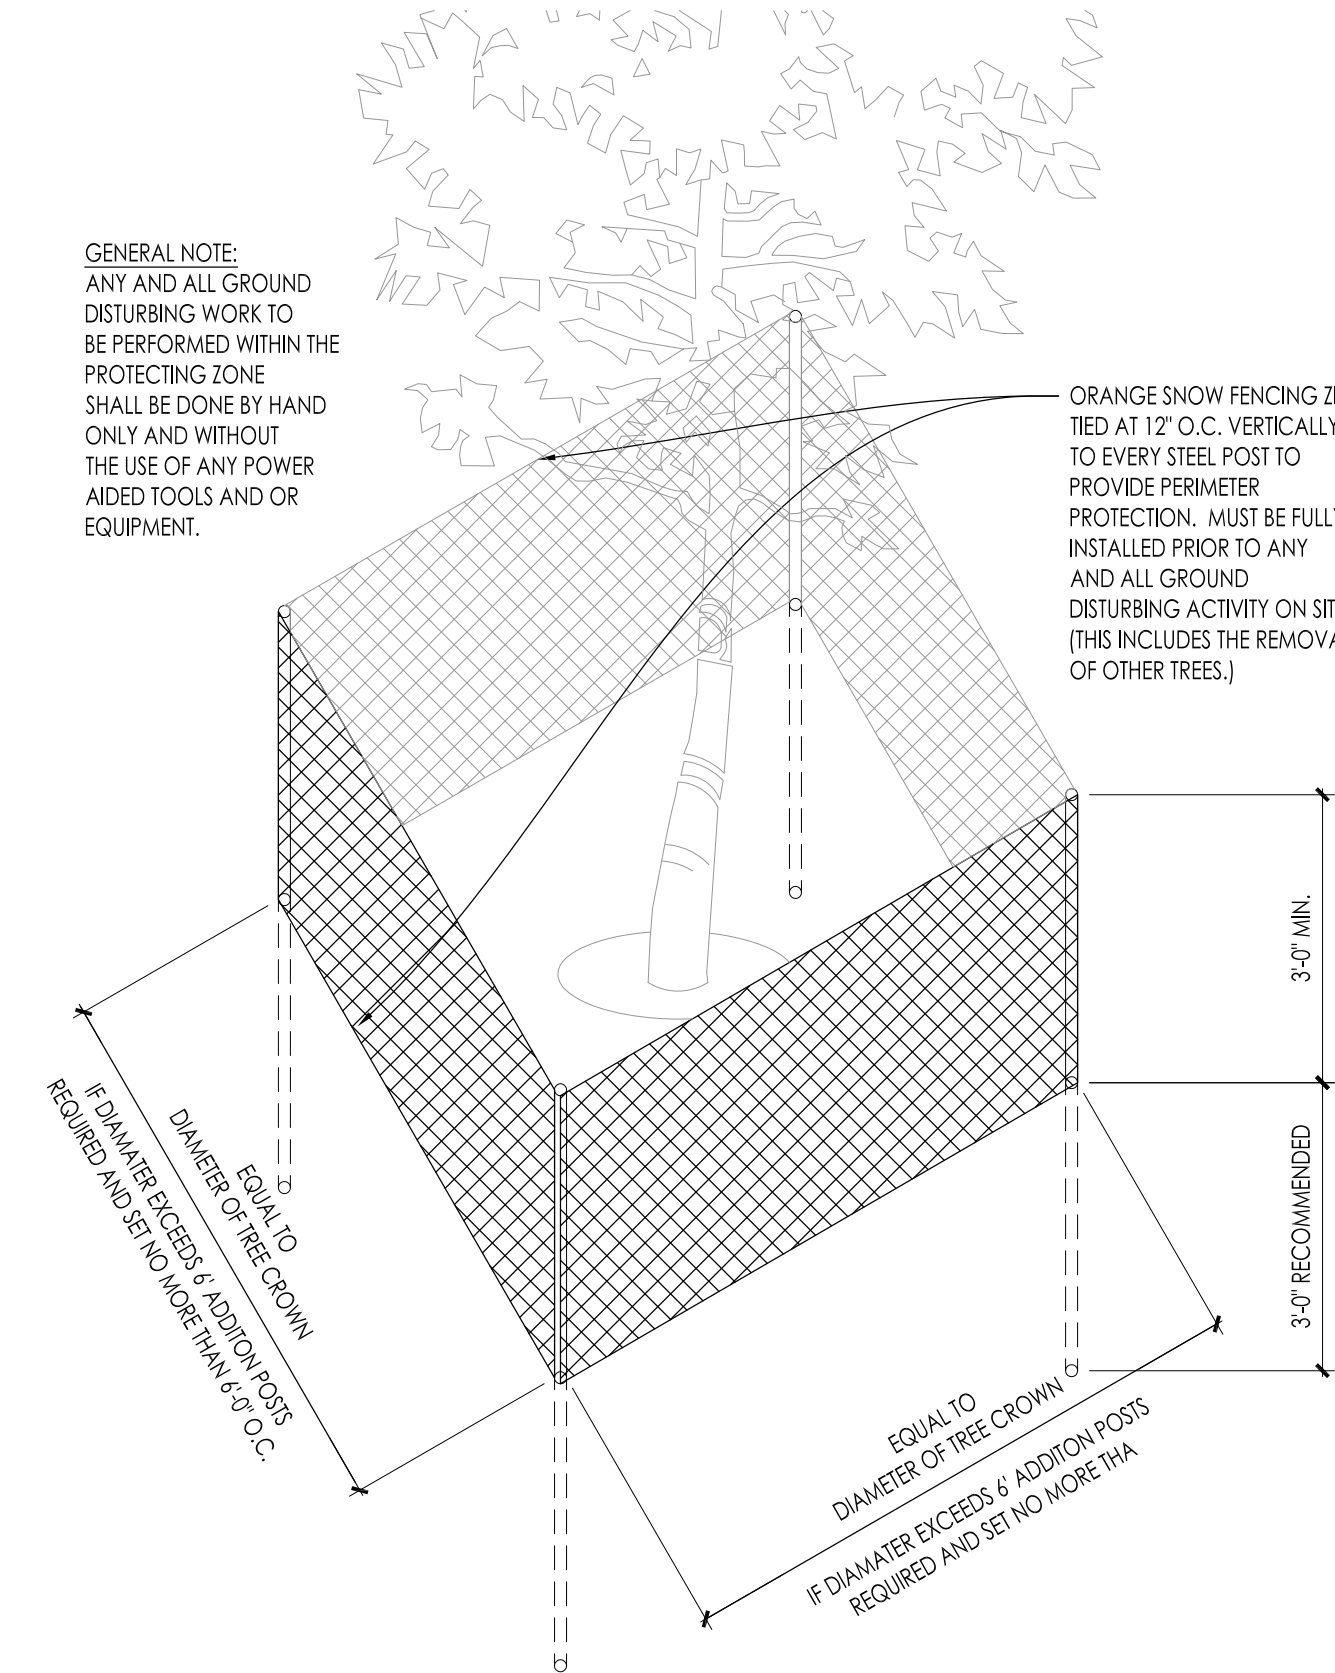 GENERAL NOTE:
ANY AND ALL GROUND
DISTURBING WORK TO
BE PERFORMED WITHIN THE
PROTECTING ZONE
SHALL BE DONE BY HAND
ONLY AND WITHOUT
THE USE OF ANY POWER
AIDED TOOLS AND OR
EQUIPMENT.
ORANGE SNOW FENCING
TIED AT 12" O.C. VERTICALLY
TO EVERY STEEL POST TO
PROVIDE PERIMETER
PROTECTION.  MUST BE FULLY
INSTALLED PRIOR TO ANY
AND ALL GROUND
DISTURBING ACTIVITY ON
(THIS INCLUDES THE
OF OTHER TREES.)
3'-0" MIN.
3'-0" RECOMMENDED
EQUAL TO
DIAMETER OF TREE CROWN
IF DIAMATER EXCEEDS 6' ADDITON POSTS
REQUIRED AND SET NO MORE THAN 6'-0" O.C.
EQUAL TO
DIAMETER OF TREE CROWN
IF DIAMATER EXCEEDS 6' ADDITON POSTS
REQUIRED AND SET NO MORE THA